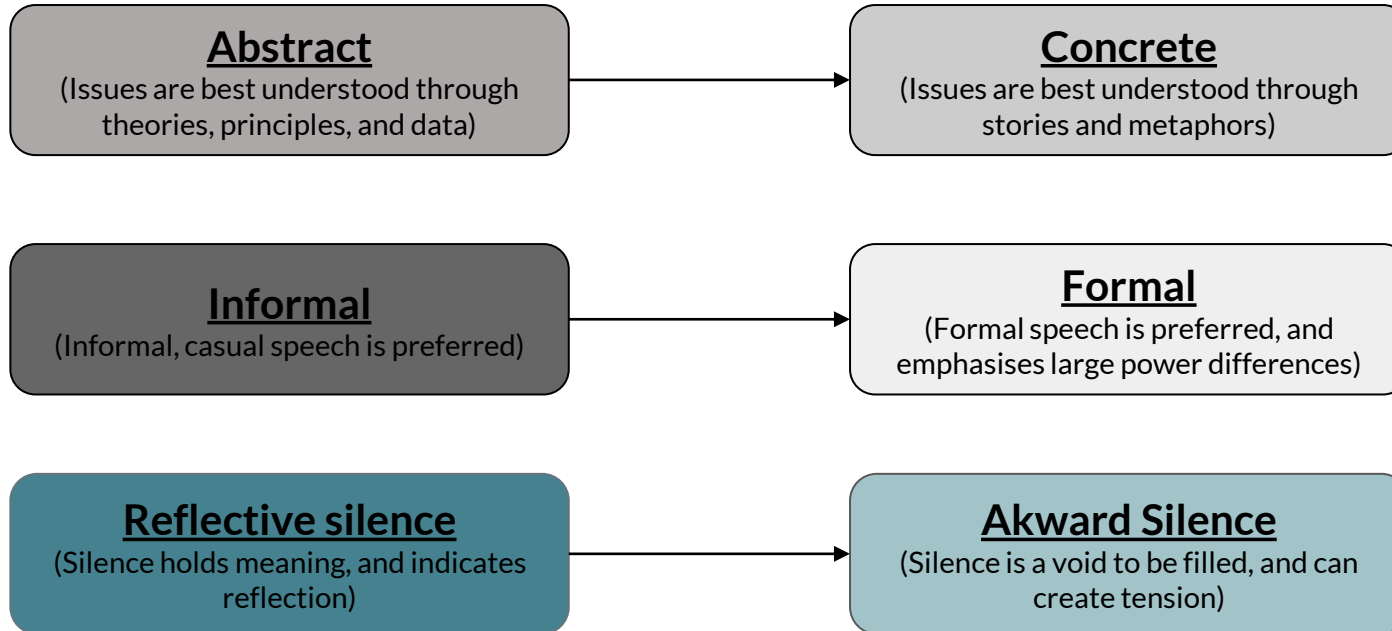 Abstract
(Issues are best understood through
theories, principles, and data)
Concrete
(Issues are best understood through
stories and metaphors)
Informal
(Informal, casual speech is preferred)
Formal
(Formal speech is preferred, and
emphasises large power differences)
Reflective silence
(Silence holds meaning, and indicates
reflection)
Akward Silence
(Silence is a void to be filled, and can
create tension)